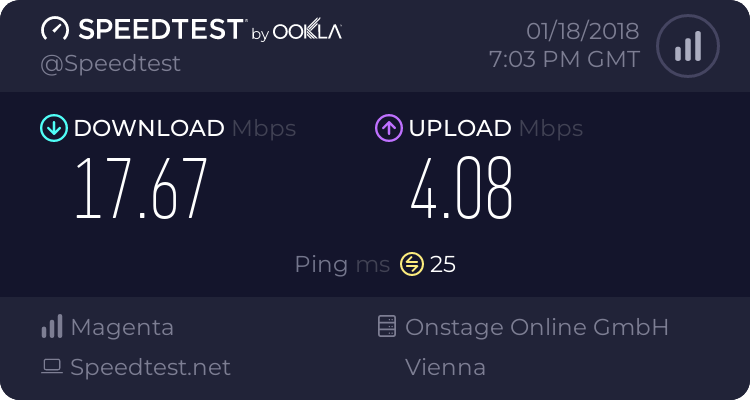 SPEEDTEST by OOKLA
@Speedtest
01/18/2018
7:03 PM GMT
DOWNLOAD Mbps
17.67
UPLOAD Mbps
4.08
Ping ms 25
Magenta
Speedtest.net
Onstage Online GmbH
Vienna